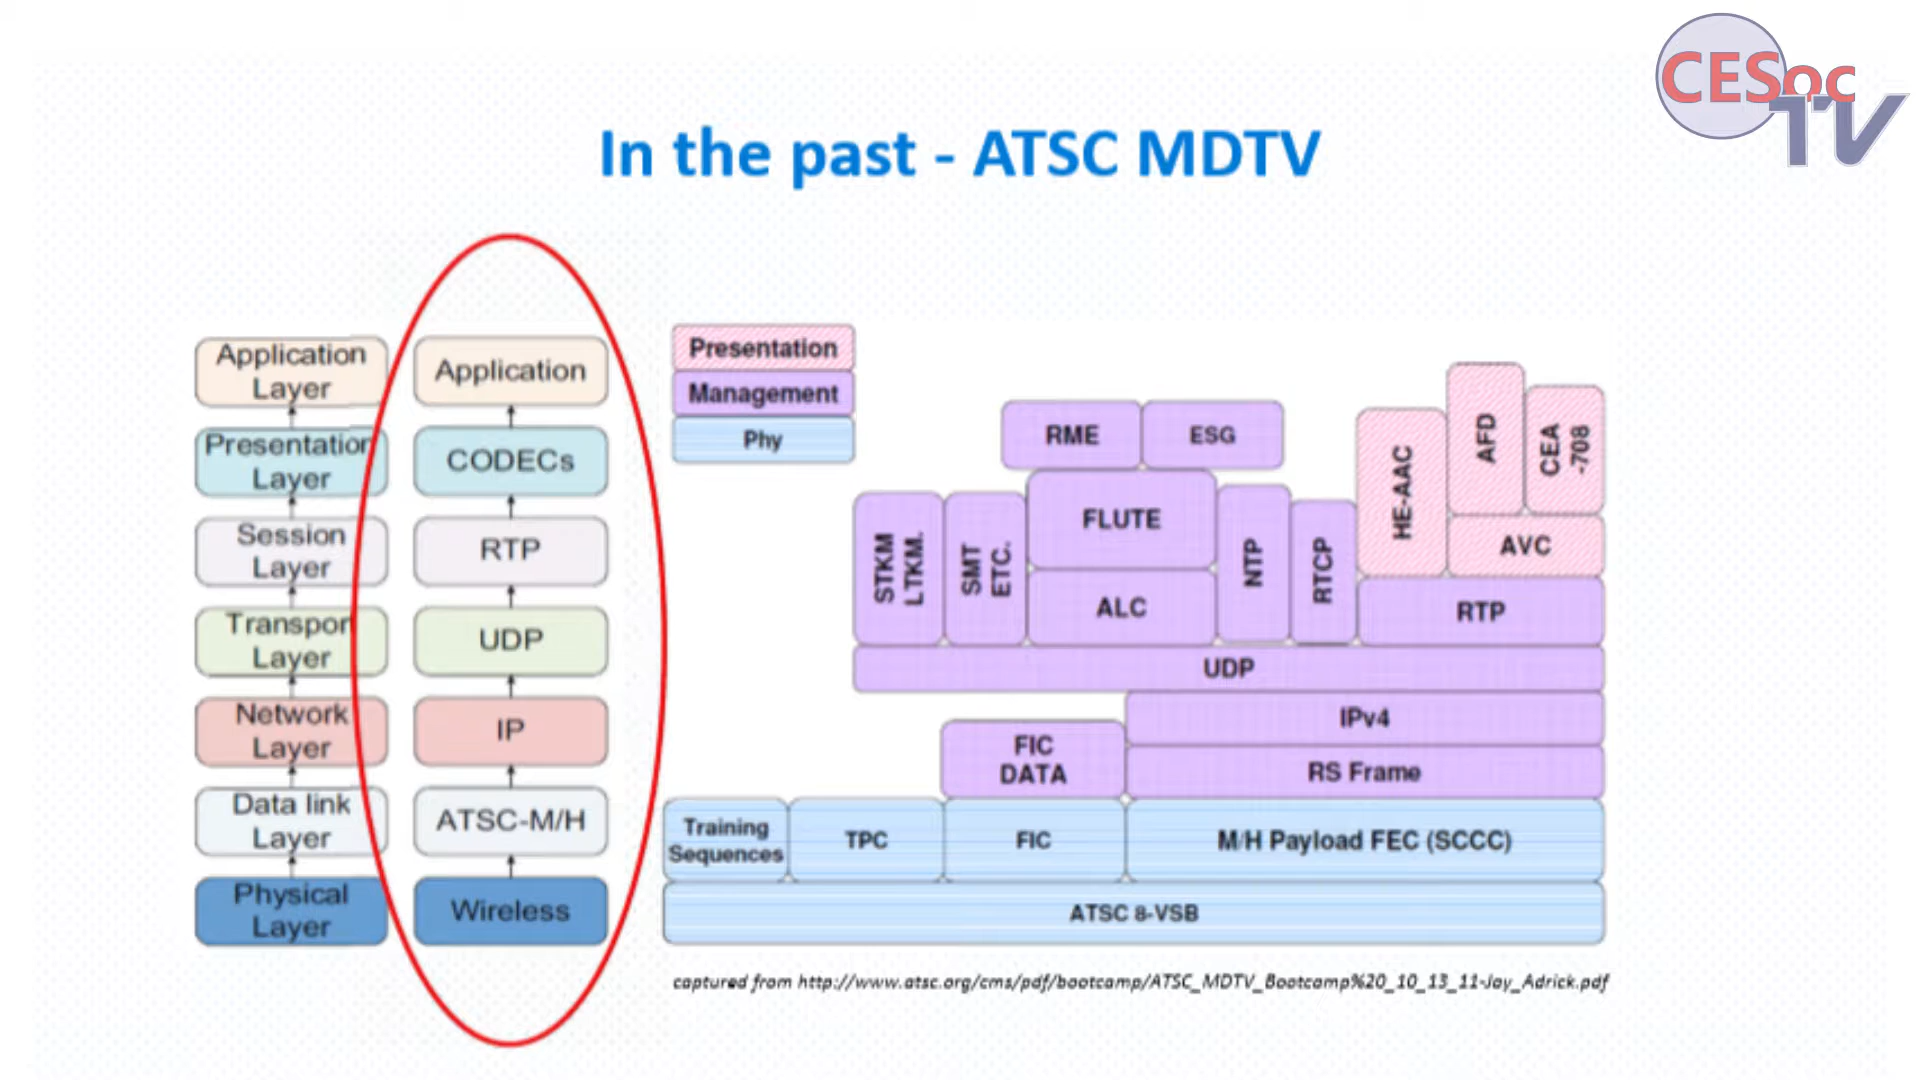 CESoc
TV
In the past - ATSC MDTV
Application
Layer
Presentation
Layer
Session
Layer
Transport
Layer
Network
Layer
Data link
Layer
Physical
Layer
Application
CODECs
RTP
UDP
IP
ATSC-M/H
Wireless
Presentation
Management
Phy
RME
ESG
STKM
LTKM.
SMT
ETC.
FLUTE
ALC
NTP
RTCP
HE-AAC
AFD
CEA
-708
AVC
RTP
UDP
IPv4
FIC
DATA
RS Frame
Training
Sequences
TPC
FIC
M/H Payload FEC (SCCC)
ATSC 8-VSB
captured from http://www.atsc.org/cms/pdf/bootcamp/ATSC_MDTV_Bootcamp%20_10_13_11-Jay_Adrick.pdf